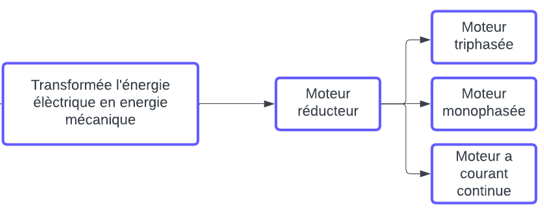 Transformée l'énergie
élèctrique en energie
mécanique
Moteur
réducteur
Moteur
triphasée
Moteur
monophasée
Moteur a
courant
continue